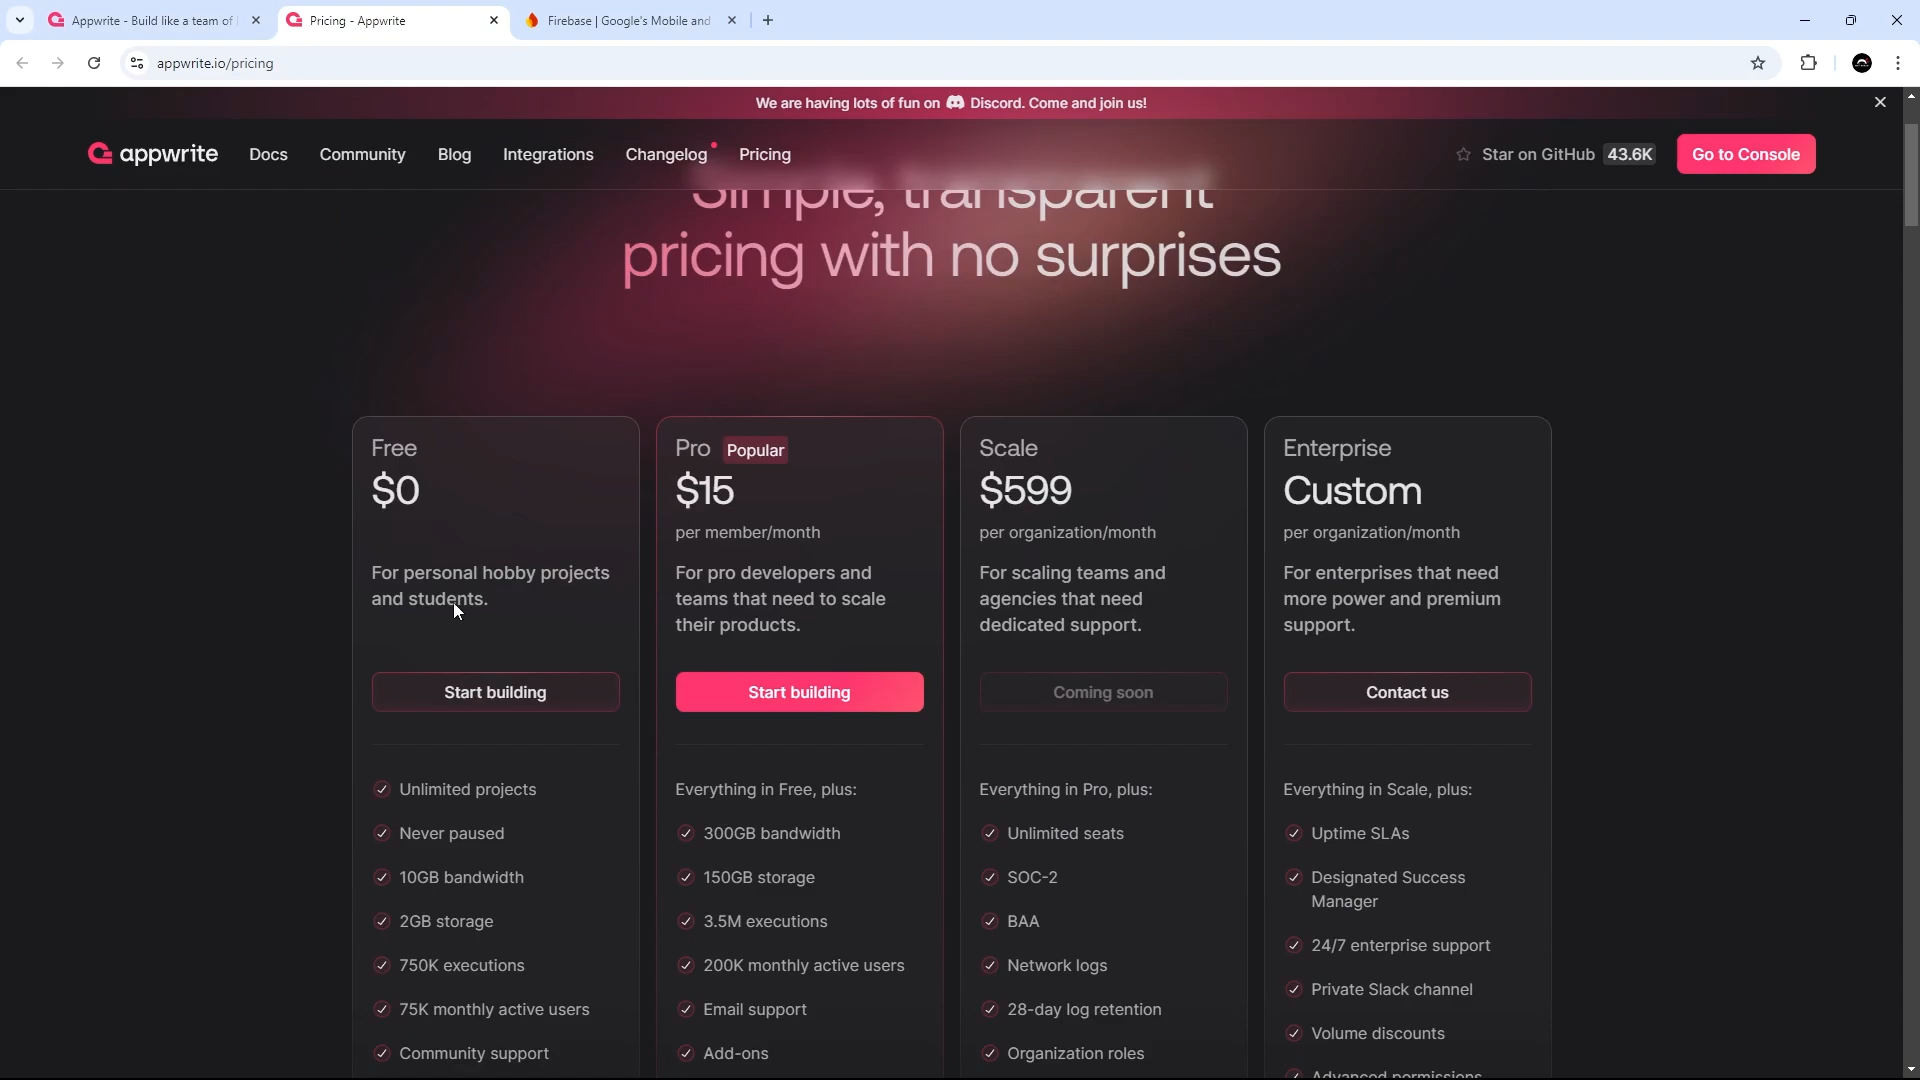 Appwrite - Build like a team of
Pricing - Appwrite
Firebase | Google's Mobile and
appwrite.io/pricing
We are having lots of fun on Discord. Come and join us!
appwrite
Docs
Community
Blog
Integrations
Changelog
Pricing
Star on GitHub 43.6K
Go to Console
Simple, transparent
pricing with no surprises
Free
$0
For personal hobby projects
and students.
Start building
Unlimited projects
Never paused
10GB bandwidth
2GB storage
750K executions
75K monthly active users
Community support
Pro Popular
$15
per member/month
For pro developers and
teams that need to scale
their products.
Start building
Everything in Free, plus:
300GB bandwidth
150GB storage
3.5M executions
200K monthly active users
Email support
Add-ons
Scale
$599
per organization/month
For scaling teams and
agencies that need
dedicated support.
Coming soon
Everything in Pro, plus:
Unlimited seats
SOC-2
BAA
Network logs
28-day log retention
Organization roles
Enterprise
Custom
per organization/month
For enterprises that need
more power and premium
support.
Contact us
Everything in Scale, plus:
Uptime SLAs
Designated Success
Manager
24/7 enterprise support
Private Slack channel
Volume discounts
Advanced permissions